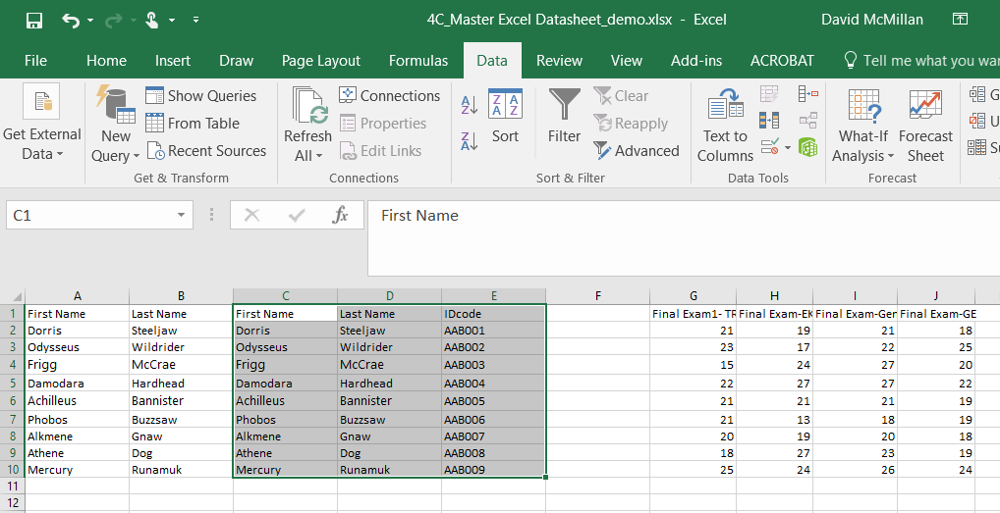 4C_Master Excel Datasheet_demo.xlsx - Excel David McMillan
File Home Insert Draw Page Layout Formulas Data Review View Add-ins ACROBAT Tell me what you wan
Get External Data
New Query
Show Queries
From Table
Recent Sources
Get & Transform
Refresh All
Connections
Properties
Edit Links
Connections
A Z
Z A
Z A A Z
Sort
Filter
Clear
Reapply
Advanced
Sort & Filter
Text to Columns
Data Tools
What-If Analysis
Forecast Sheet
Forecast
G
U
Su
C1 fx First Name
A B C D E F G H I J
1 First Name Last Name First Name Last Name IDcode Final Exam1- TR Final Exam-EK Final Exam-Ger Final Exam-GE
2 Dorris Steeljaw Dorris Steeljaw AAB001 21 19 21 18
3 Odysseus Wildrider Odysseus Wildrider AAB002 23 17 22 25
4 Frigg McCrae Frigg McCrae AAB003 15 24 27 20
5 Damodara Hardhead Damodara Hardhead AAB004 22 27 27 22
6 Achilleus Bannister Achilleus Bannister AAB005 21 21 21 19
7 Phobos Buzzsaw Phobos Buzzsaw AAB006 21 13 18 19
8 Alkmene Gnaw Alkmene Gnaw AAB007 20 19 20 18
9 Athene Dog Athene Dog AAB008 18 27 23 19
10 Mercury Runamuk Mercury Runamuk AAB009 25 24 26 24
11
12